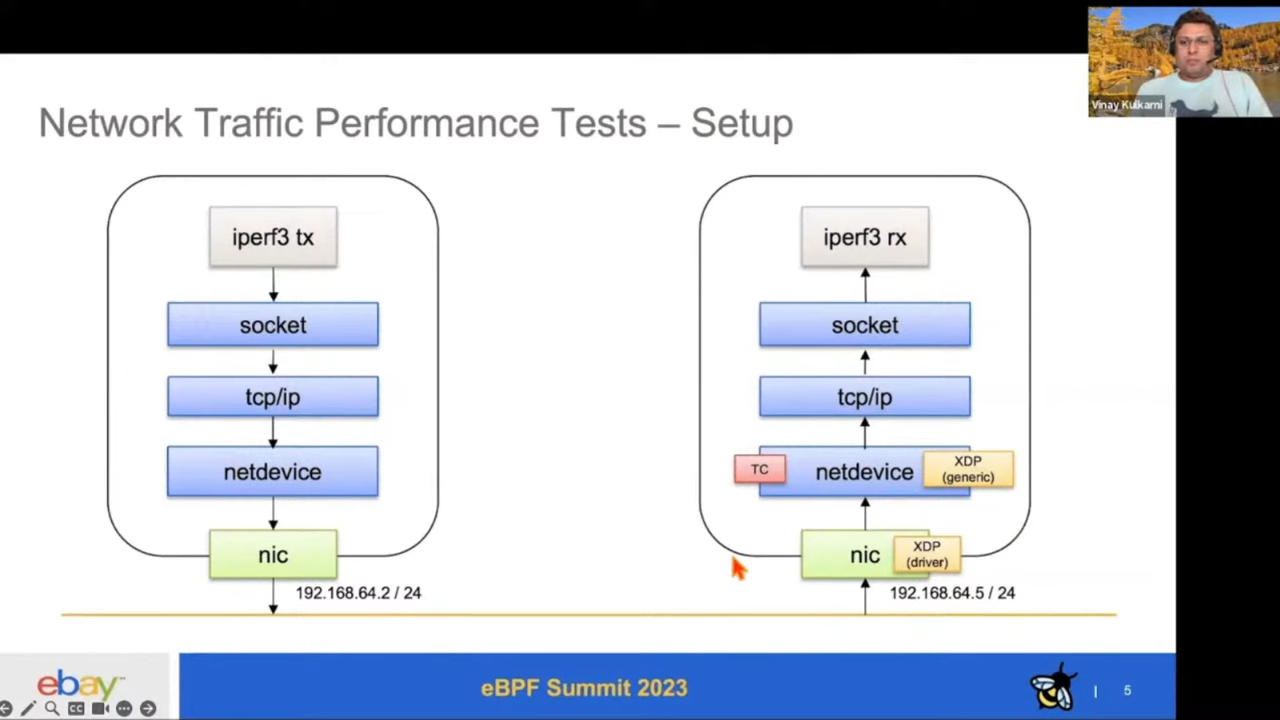 Vinay Kulkarni
Network Traffic Performance Tests – Setup
iperf3 tx
socket
tcp/ip
netdevice
nic
192.168.64.2 / 24
iperf3 rx
socket
tcp/ip
TC
netdevice
XDP
(generic)
nic
XDP
(driver)
192.168.64.5 / 24
ebay™
CC
eBPF Summit 2023
| 5